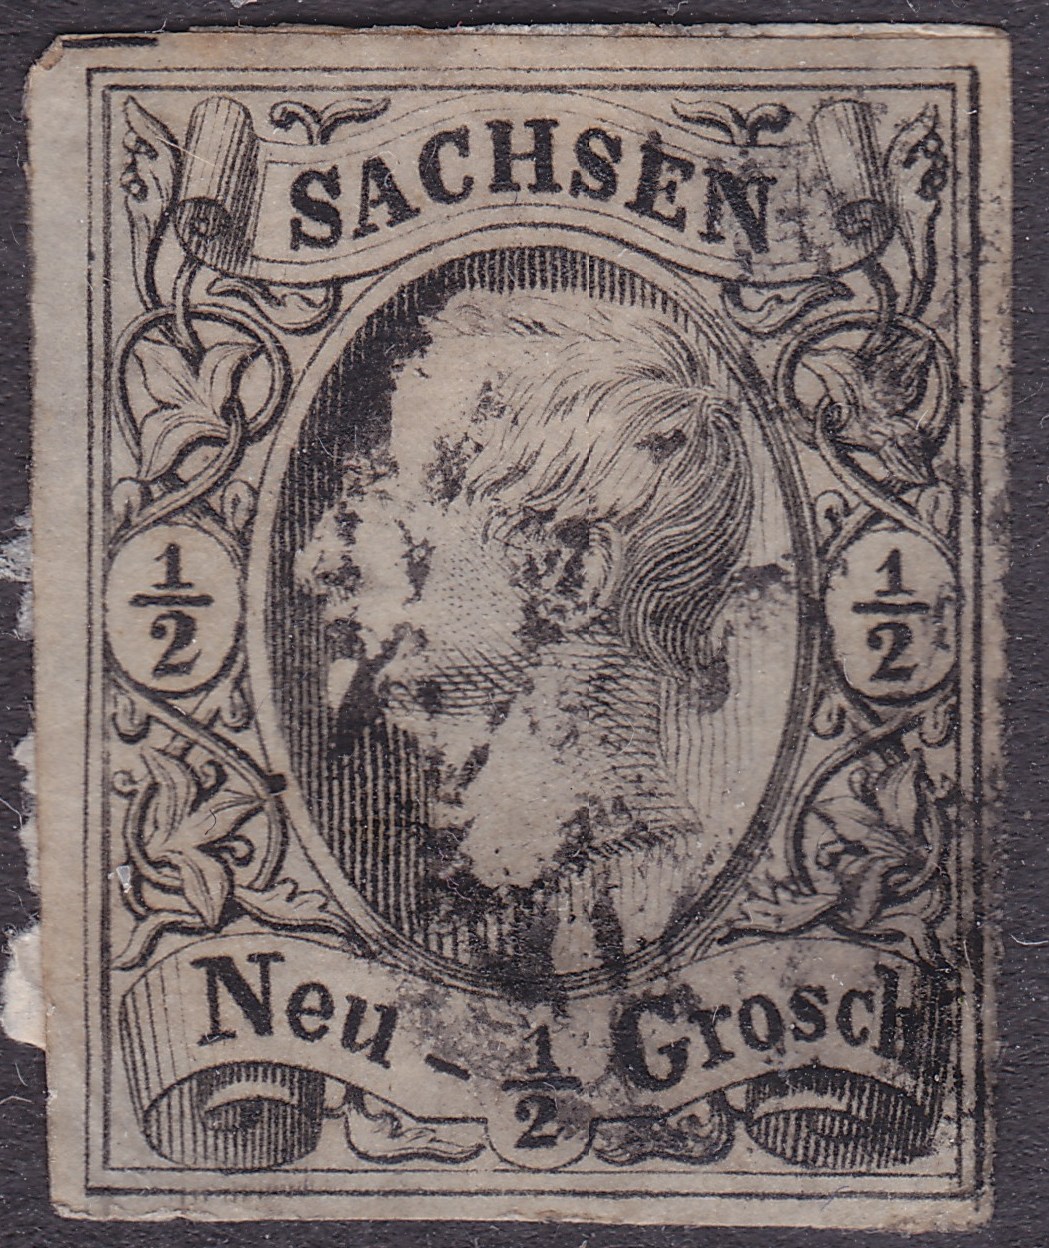 SACHSEN
1/2 1/2
Neu - 1/2 Grosch